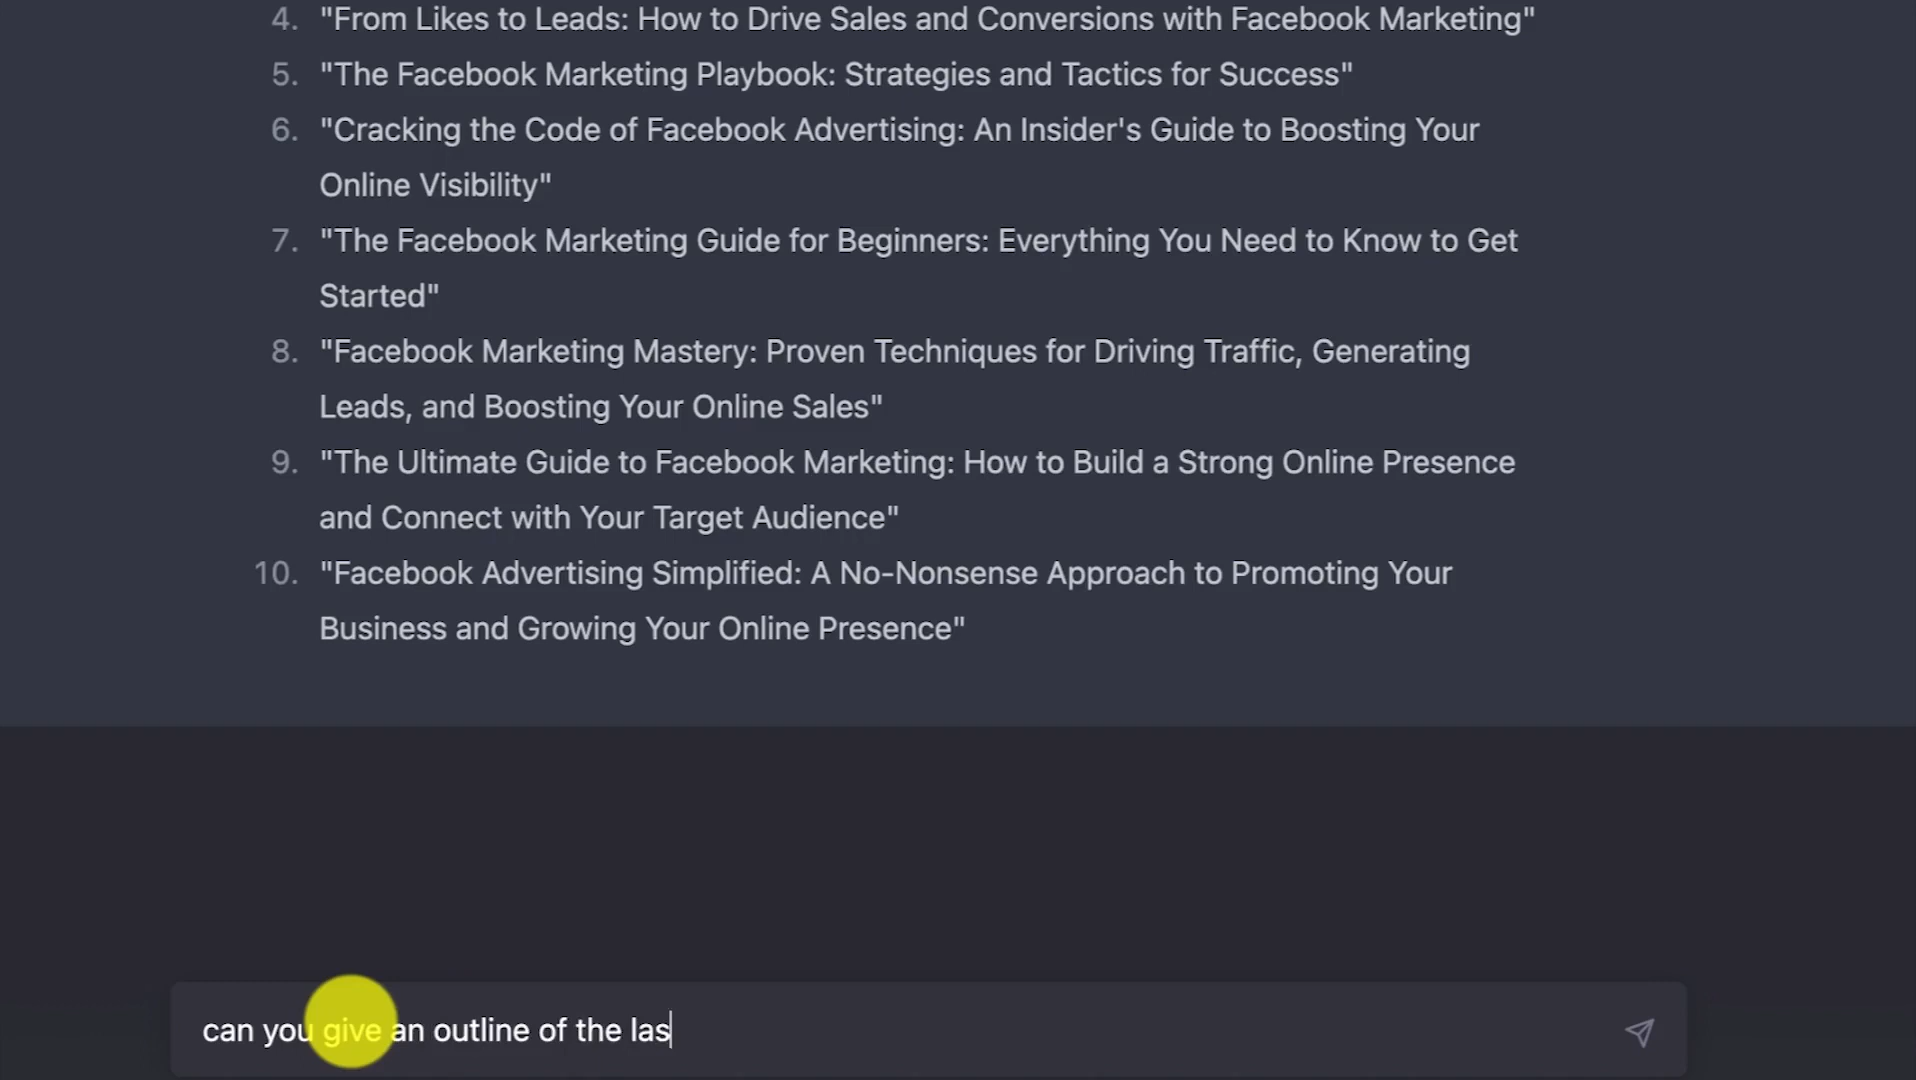 4. "From Likes to Leads: How to Drive Sales and Conversions with Facebook Marketing"
5. "The Facebook Marketing Playbook: Strategies and Tactics for Success"
6. "Cracking the Code of Facebook Advertising: An Insider's Guide to Boosting Your
Online Visibility"
7. "The Facebook Marketing Guide for Beginners: Everything You Need to Know to Get
Started"
8. "Facebook Marketing Mastery: Proven Techniques for Driving Traffic, Generating
Leads, and Boosting Your Online Sales"
9. "The Ultimate Guide to Facebook Marketing: How to Build a Strong Online Presence
and Connect with Your Target Audience"
10. "Facebook Advertising Simplified: A No-Nonsense Approach to Promoting Your
Business and Growing Your Online Presence"
can you give an outline of the las